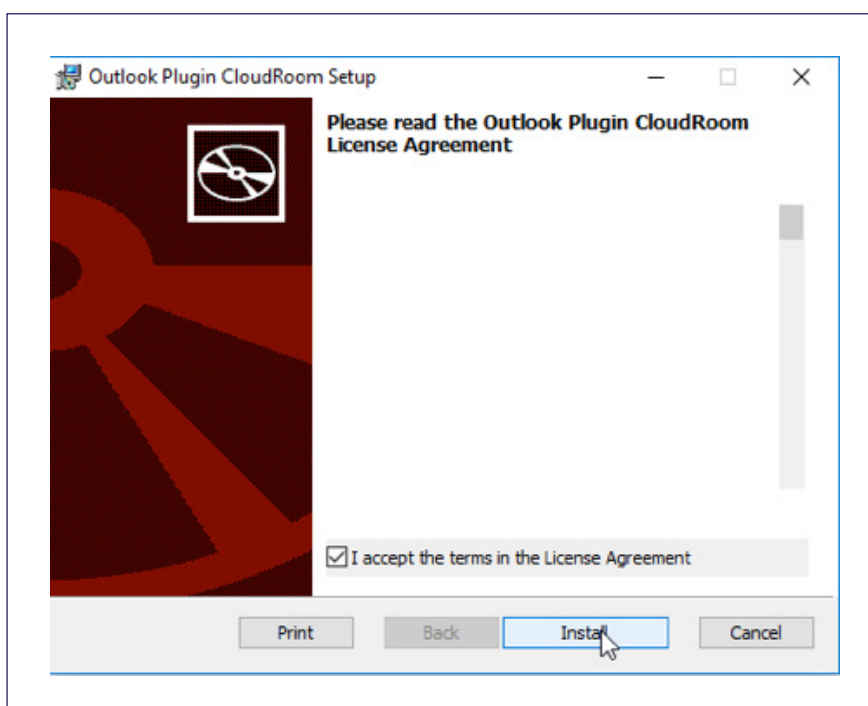 Outlook Plugin CloudRoom Setup
Please read the Outlook Plugin CloudRoom
License Agreement
I accept the terms in the License Agreement
Print Back Install Cancel